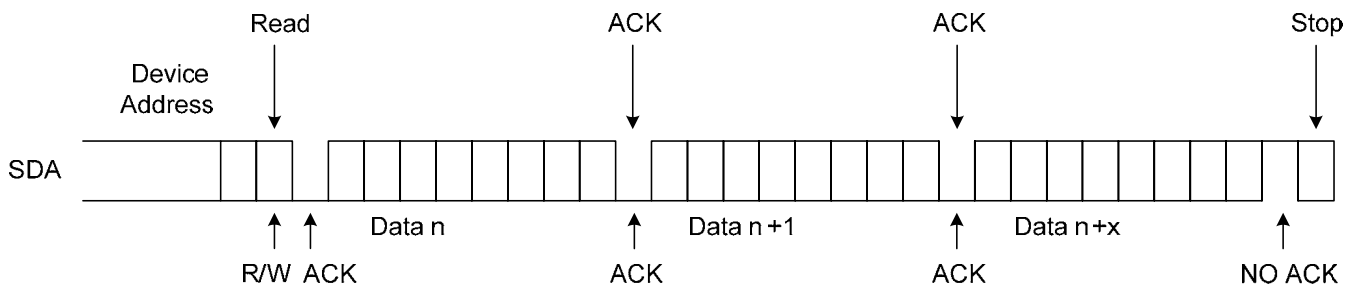 Read ACK ACK Stop
Device
Address
SDA
Data n Data n+1 Data n+x
R/W ACK ACK ACK NO ACK